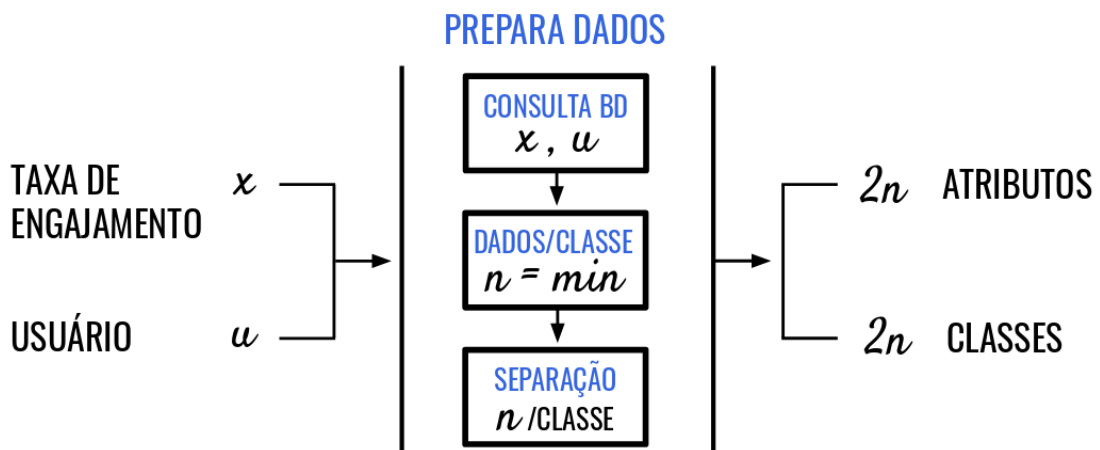 PREPARA DADOS
TAXA DE
ENGAJAMENTO
x
USUÁRIO
u
CONSULTA BD
x , u
DADOS/CLASSE
n = min
SEPARAÇÃO
n /CLASSE
2n ATRIBUTOS
2n CLASSES